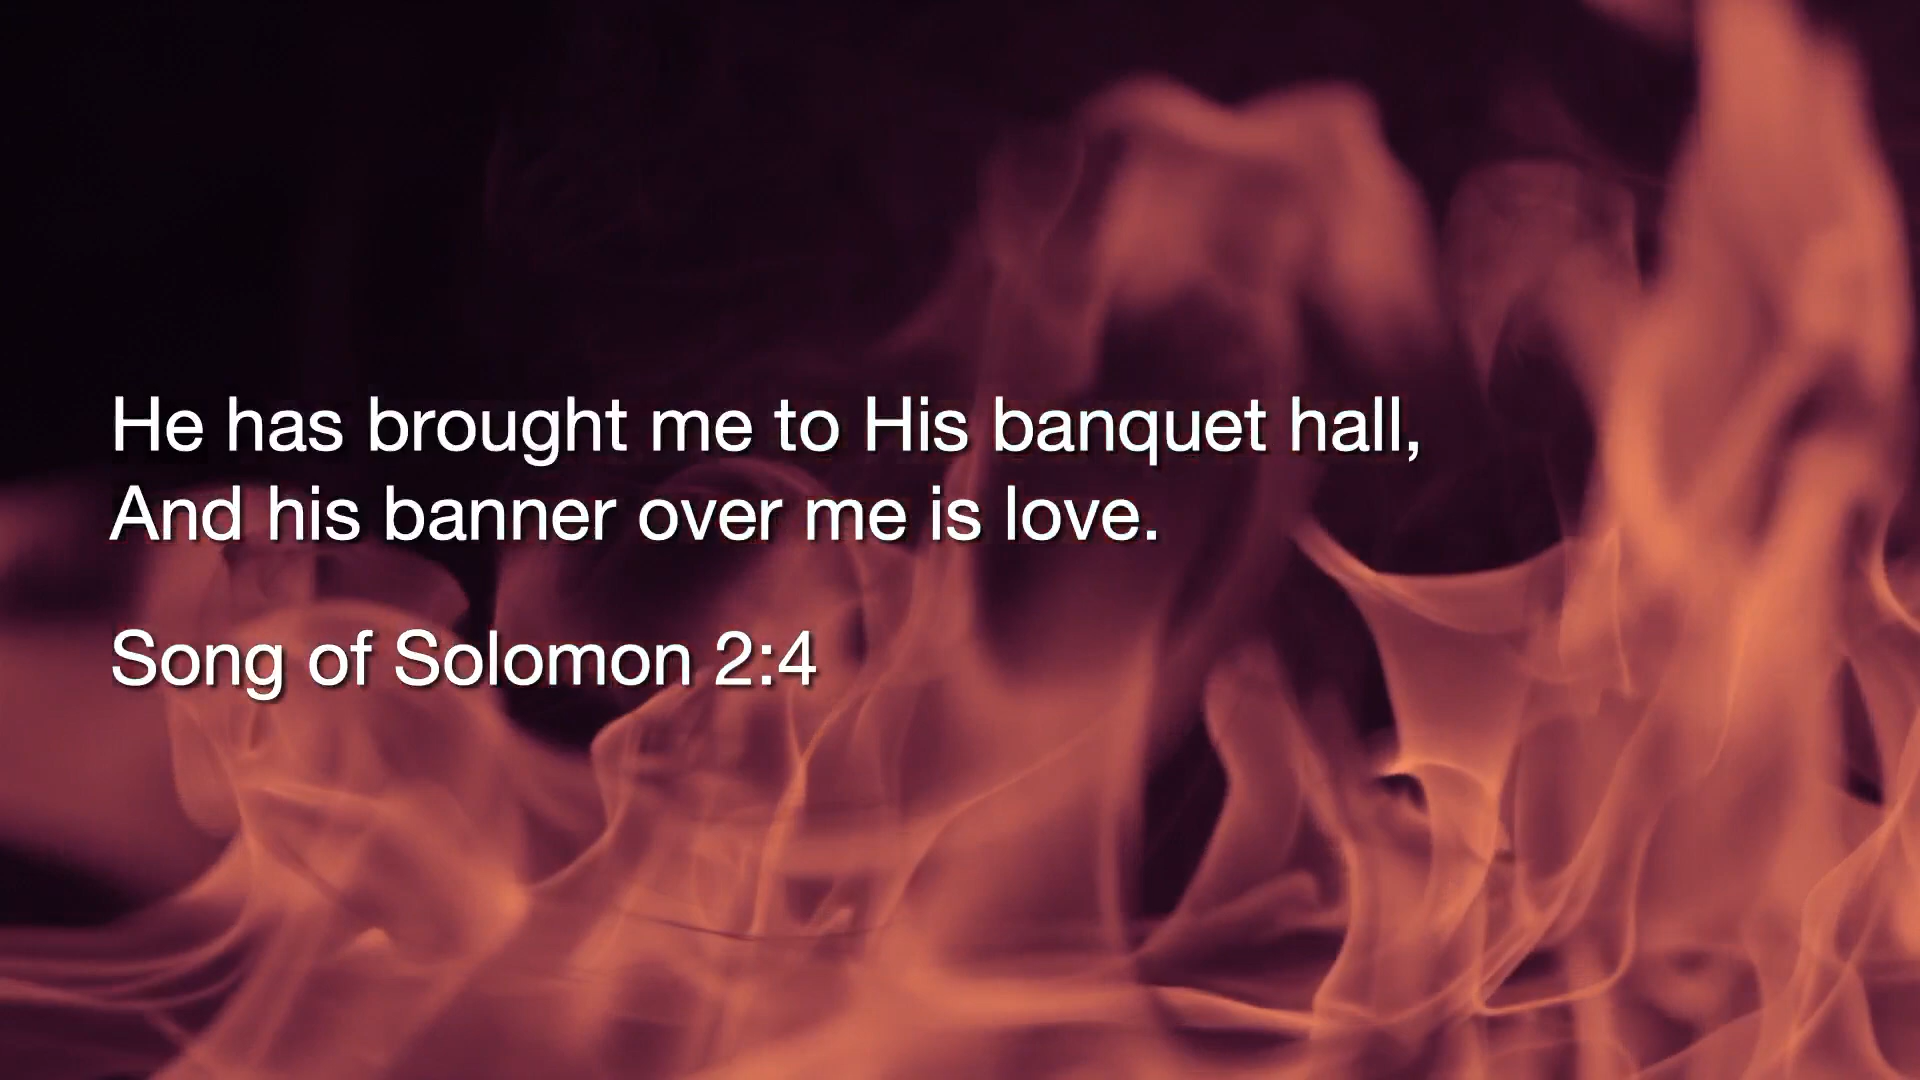 He has brought me to His banquet hall,
And his banner over me is love.
Song of Solomon 2:4